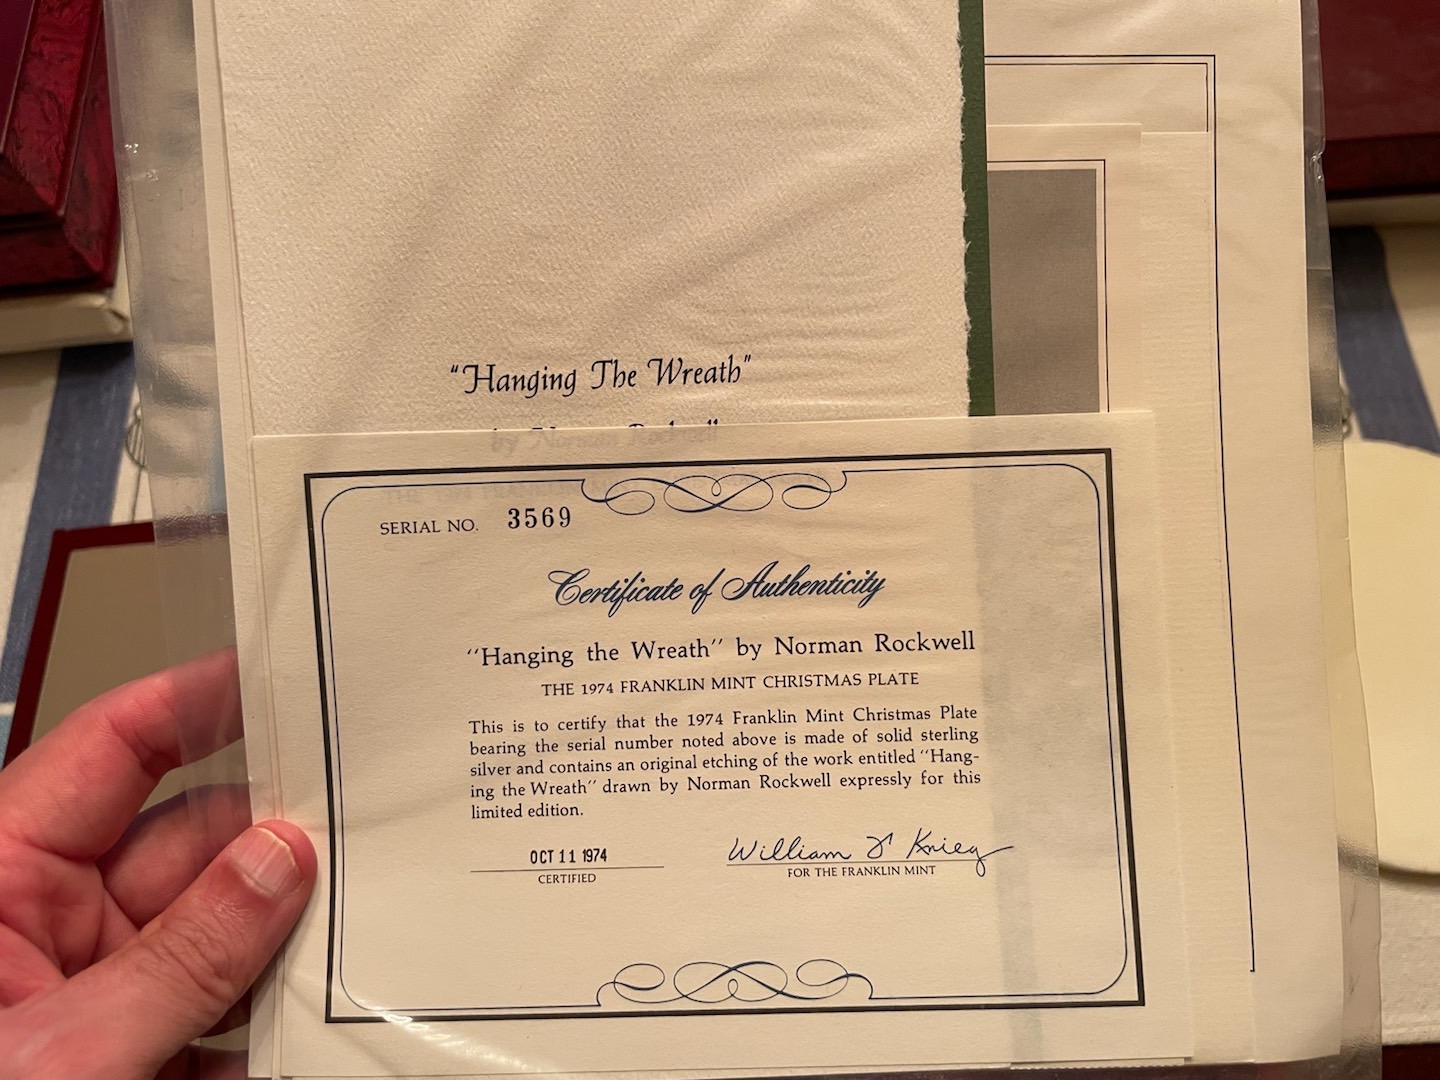 "Hanging The Wreath"
by Norman Rockwell
SERIAL NO. 3569
Certificate of Authenticity
''Hanging the Wreath'' by Norman Rockwell
THE 1974 FRANKLIN MINT CHRISTMAS PLATE
This is to certify that the 1974 Franklin Mint Christmas Plate
bearing the serial number noted above is made of solid sterling
silver and contains an original etching of the work entitled ''Hang-
ing the Wreath'' drawn by Norman Rockwell expressly for this
limited edition.
OCT 11 1974
CERTIFIED
William F Krieg
FOR THE FRANKLIN MINT